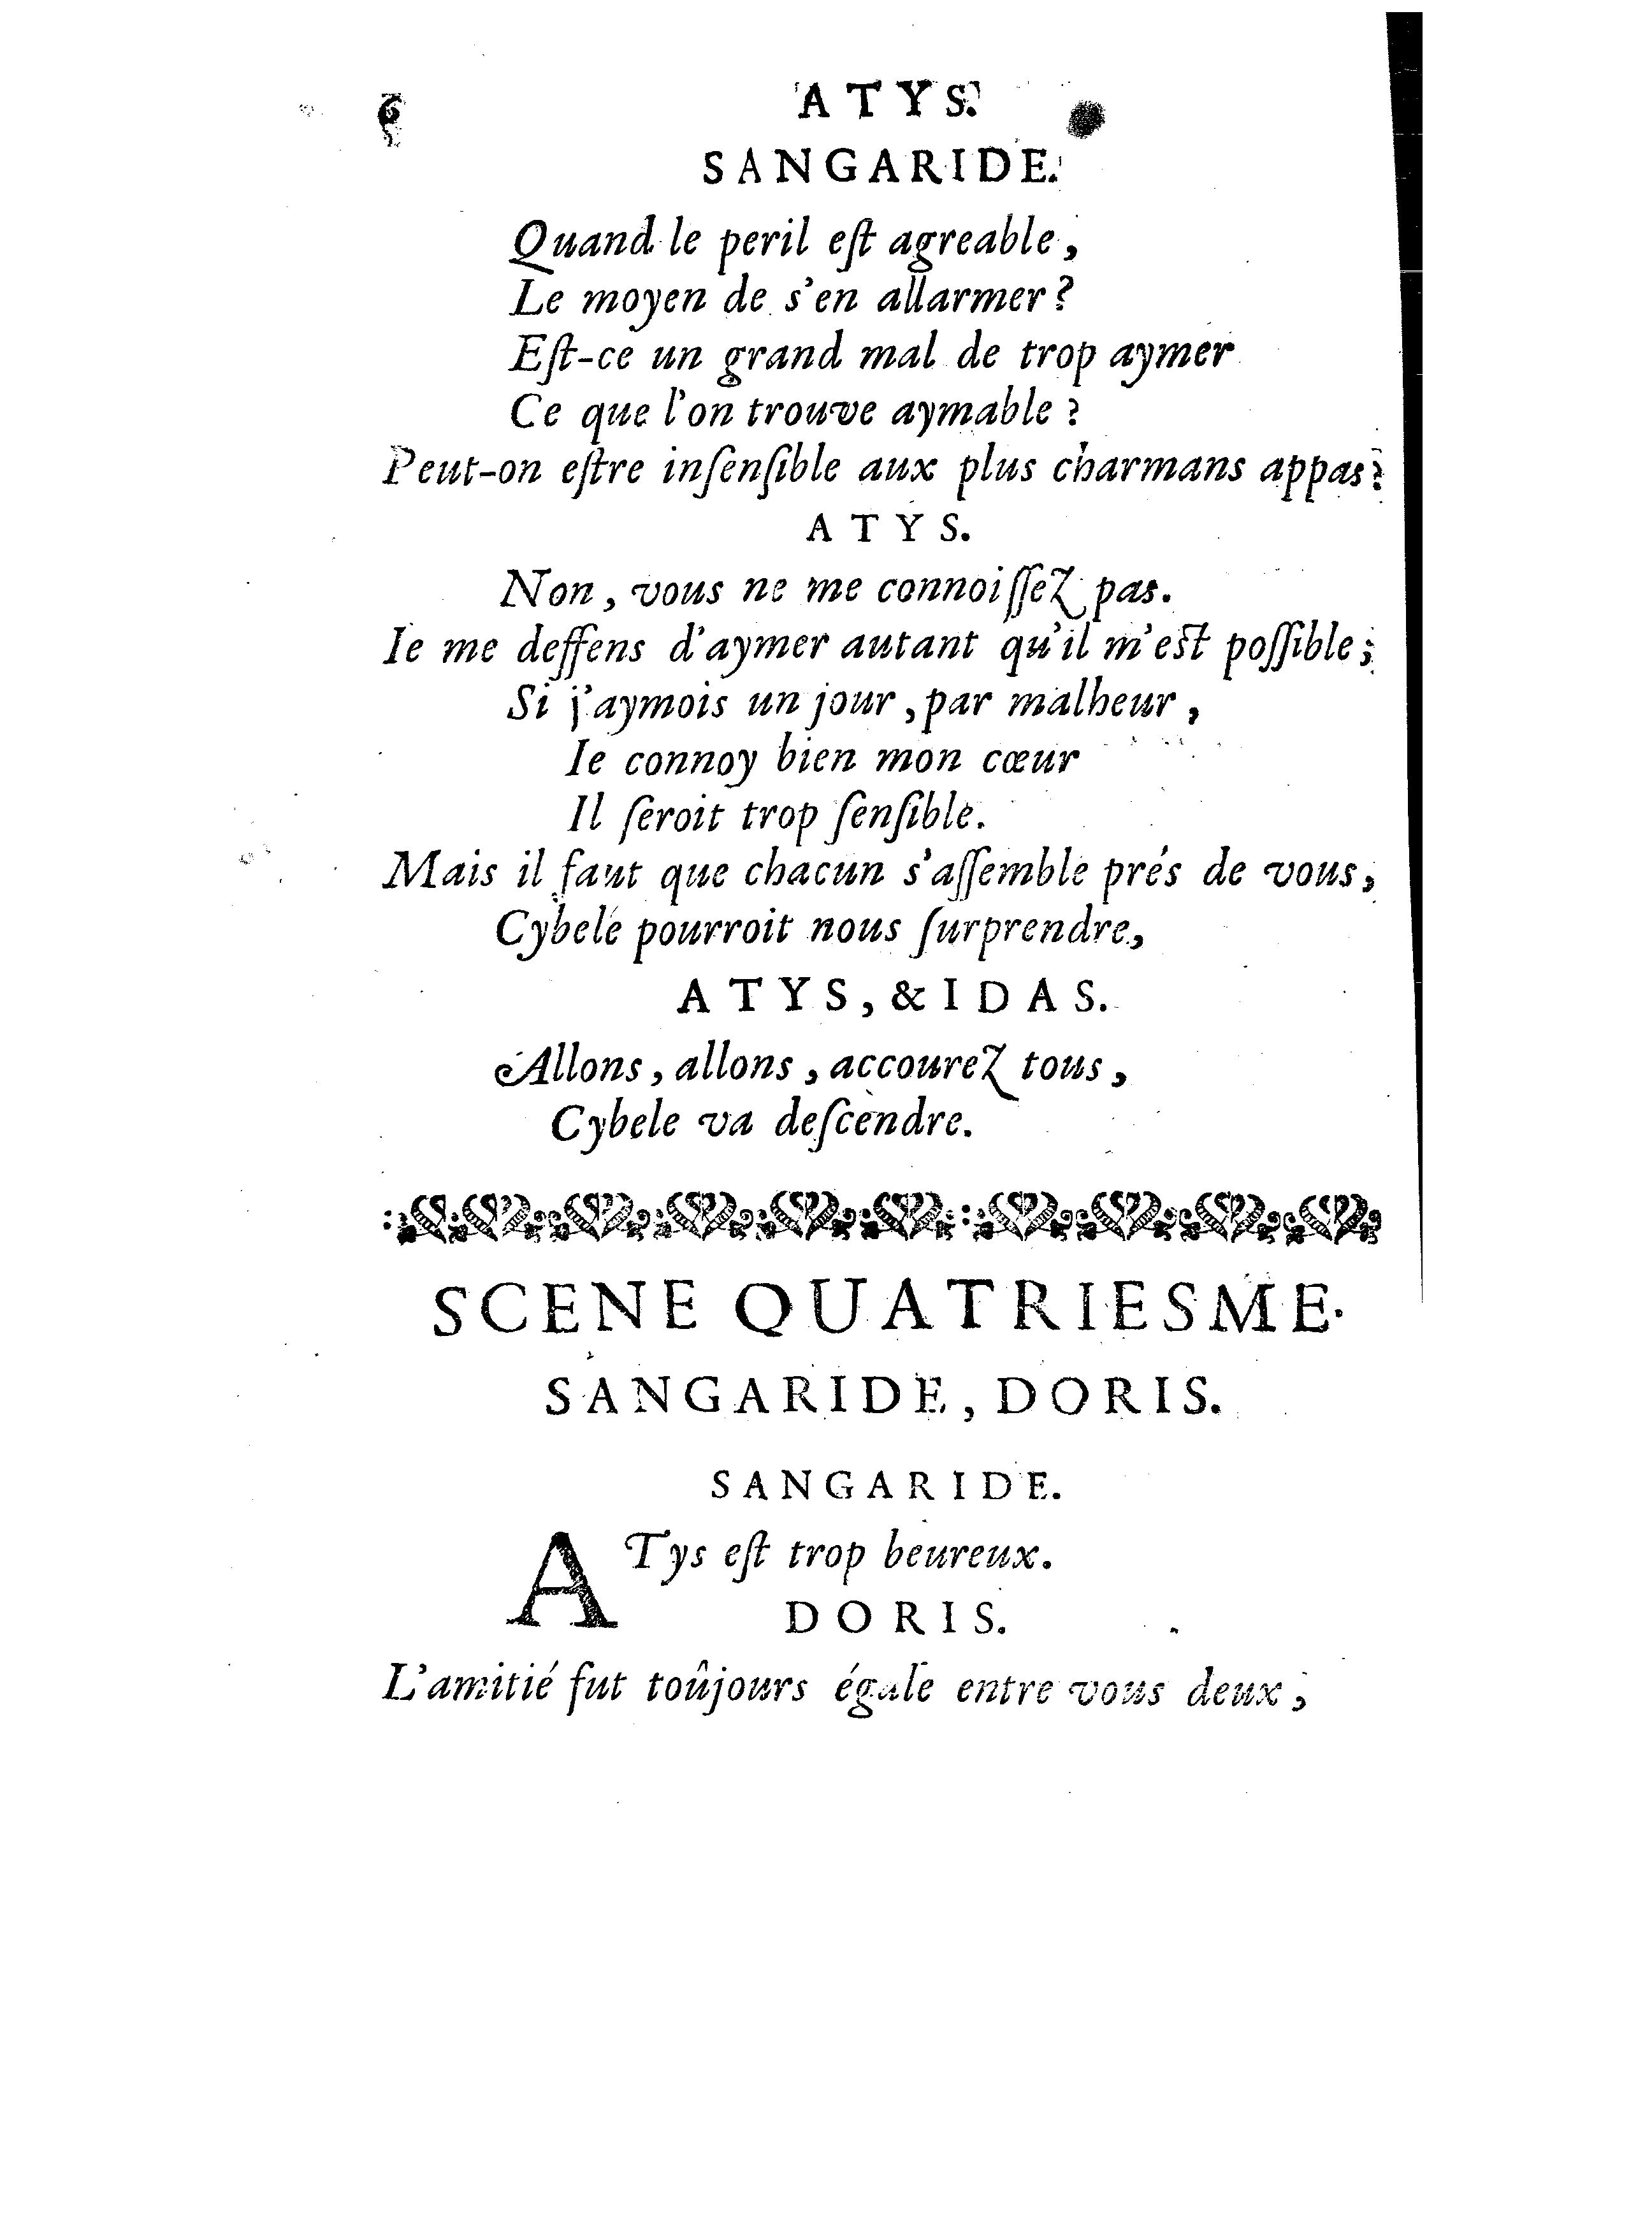 6 ATYS.
SANGARIDE.
Quand le peril eſt agreable,
Le moyen de s'en allarmer?
Eſt-ce un grand mal de trop aymer
Ce que l'on trouve aymable?
Peut-on eſtre inſenſible aux plus charmans appas?
ATYS.
Non, vous ne me connoiſſez pas.
Ie me deffens d'aymer autant qu'il m'est poſſible;
Si j'aymois un jour, par malheur,
Ie connoy bien mon cœur
Il ſeroit trop ſenſible.
Mais il faut que chacun s'aſſemble prés de vous,
Cybele pourroit nous ſurprendre,
ATYS, & IDAS.
Allons, allons, accourez tous,
Cybele va deſcendre.
SCENE QUATRIESME.
SANGARIDE, DORIS.
SANGARIDE.
ATys eſt trop heureux.
DORIS.
L'amitié fut toûjours égale entre vous deux,